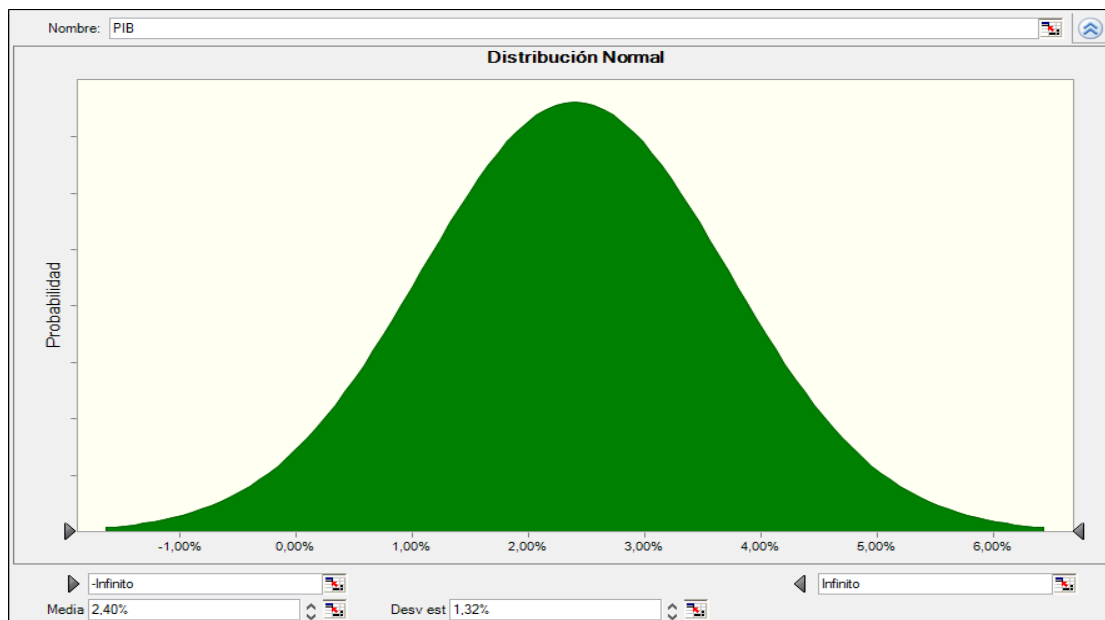 Nombre: PIB
Distribución Normal
Probabilidad
-1,00% 0,00% 1,00% 2,00% 3,00% 4,00% 5,00% 6,00%
-Infinito Infinito
Media 2,40% Desv est 1,32%